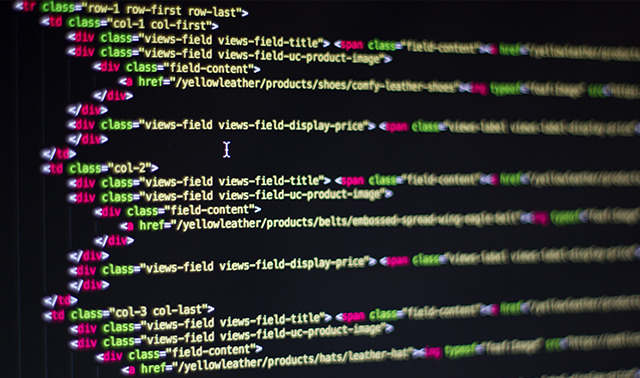 <tr class="row-1 row-first row-last">
<td class="col-1 col-first">
<div class="views-field views-field-title"> <span class="field-content"><a href="/yellowleather
<div class="views-field views-field-uc-product-image">
<div class="field-content">
<a href="/yellowleather/products/shoes/comfy-leather-shoes"><img typeof="foaf:Image"
</div>
</div>
<div class="views-field views-field-display-price"> <span class="views-label views-label-display-price">
</div>
</td>
<td class="col-2">
<div class="views-field views-field-title"> <span class="field-content"><a href="/yellowleather
<div class="views-field views-field-uc-product-image">
<div class="field-content">
<a href="/yellowleather/products/belts/embossed-spread-wing-eagle-belt"><img typeof="foaf:Image"
</div>
</div>
<div class="views-field views-field-display-price"> <span class="views-label views-label-display-price">
</div>
</td>
<td class="col-3 col-last">
<div class="views-field views-field-title"> <span class="field-content"><a href="/yellowleather
<div class="views-field views-field-uc-product-image">
<div class="field-content">
<a href="/yellowleather/products/hats/leather-hat"><img typeof="foaf:Image"